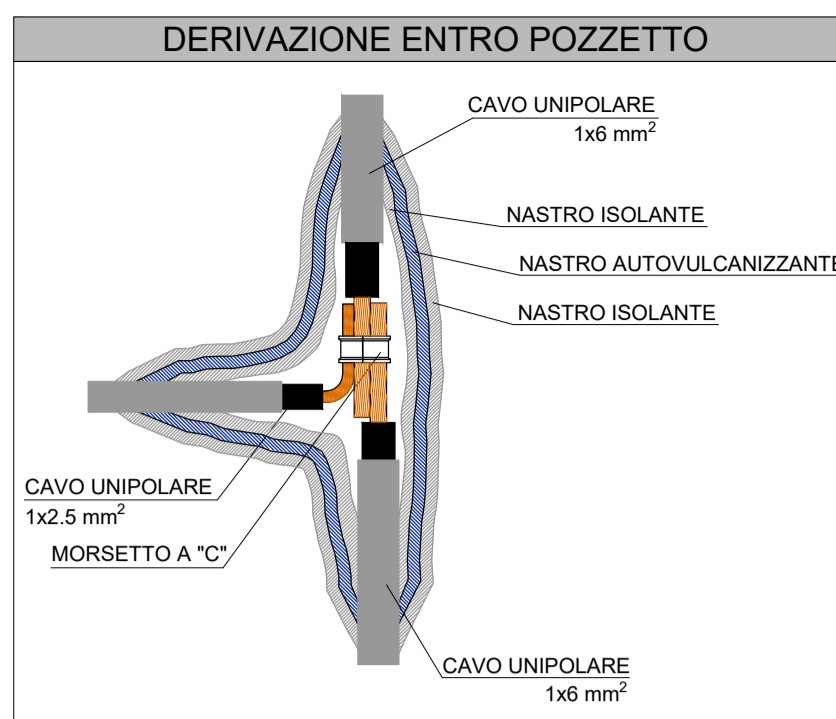 DERIVAZIONE ENTRO POZZETTO
CAVO UNIPOLARE
1x6 mm²
NASTRO ISOLANTE
NASTRO AUTOVULCANIZZANTE
NASTRO ISOLANTE
CAVO UNIPOLARE
1x2.5 mm²
MORSETTO A "C"
CAVO UNIPOLARE
1x6 mm²